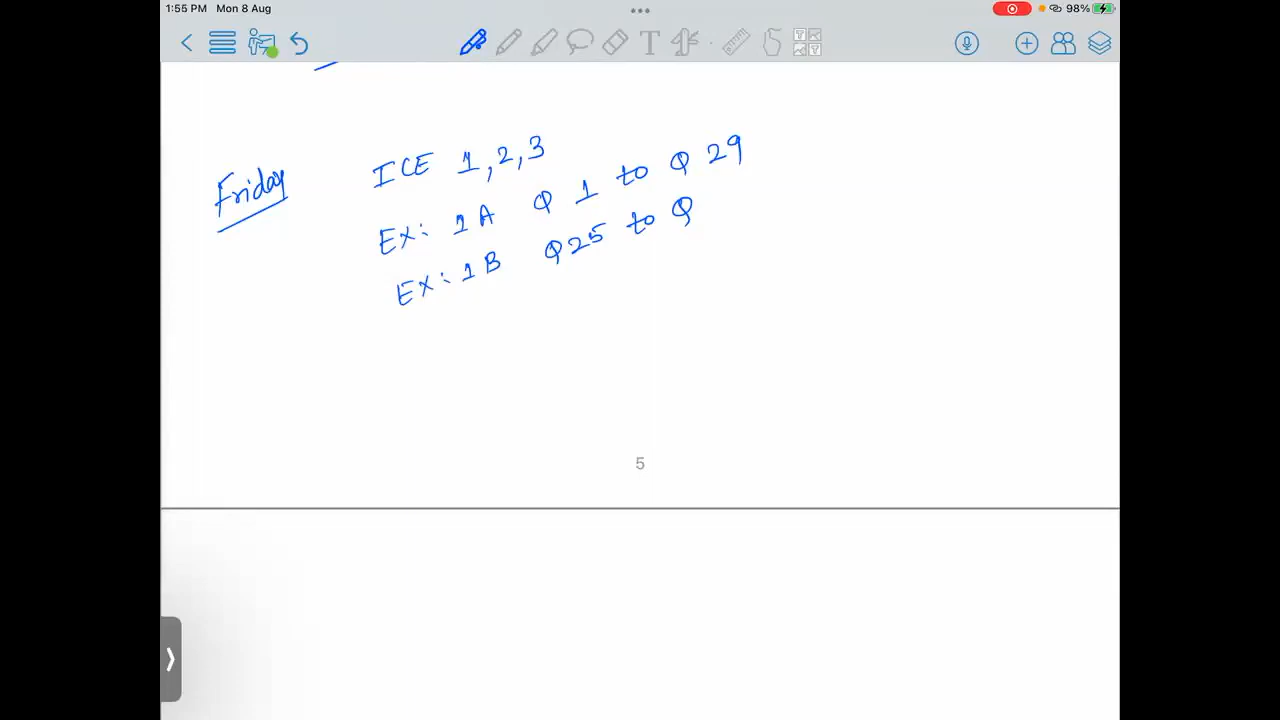 1:55 PM Mon 8 Aug
98%
T
Friday ICE 1, 2, 3
Ex: 1A Q 1 to Q 29
Ex: 1B Q25 to Q
5